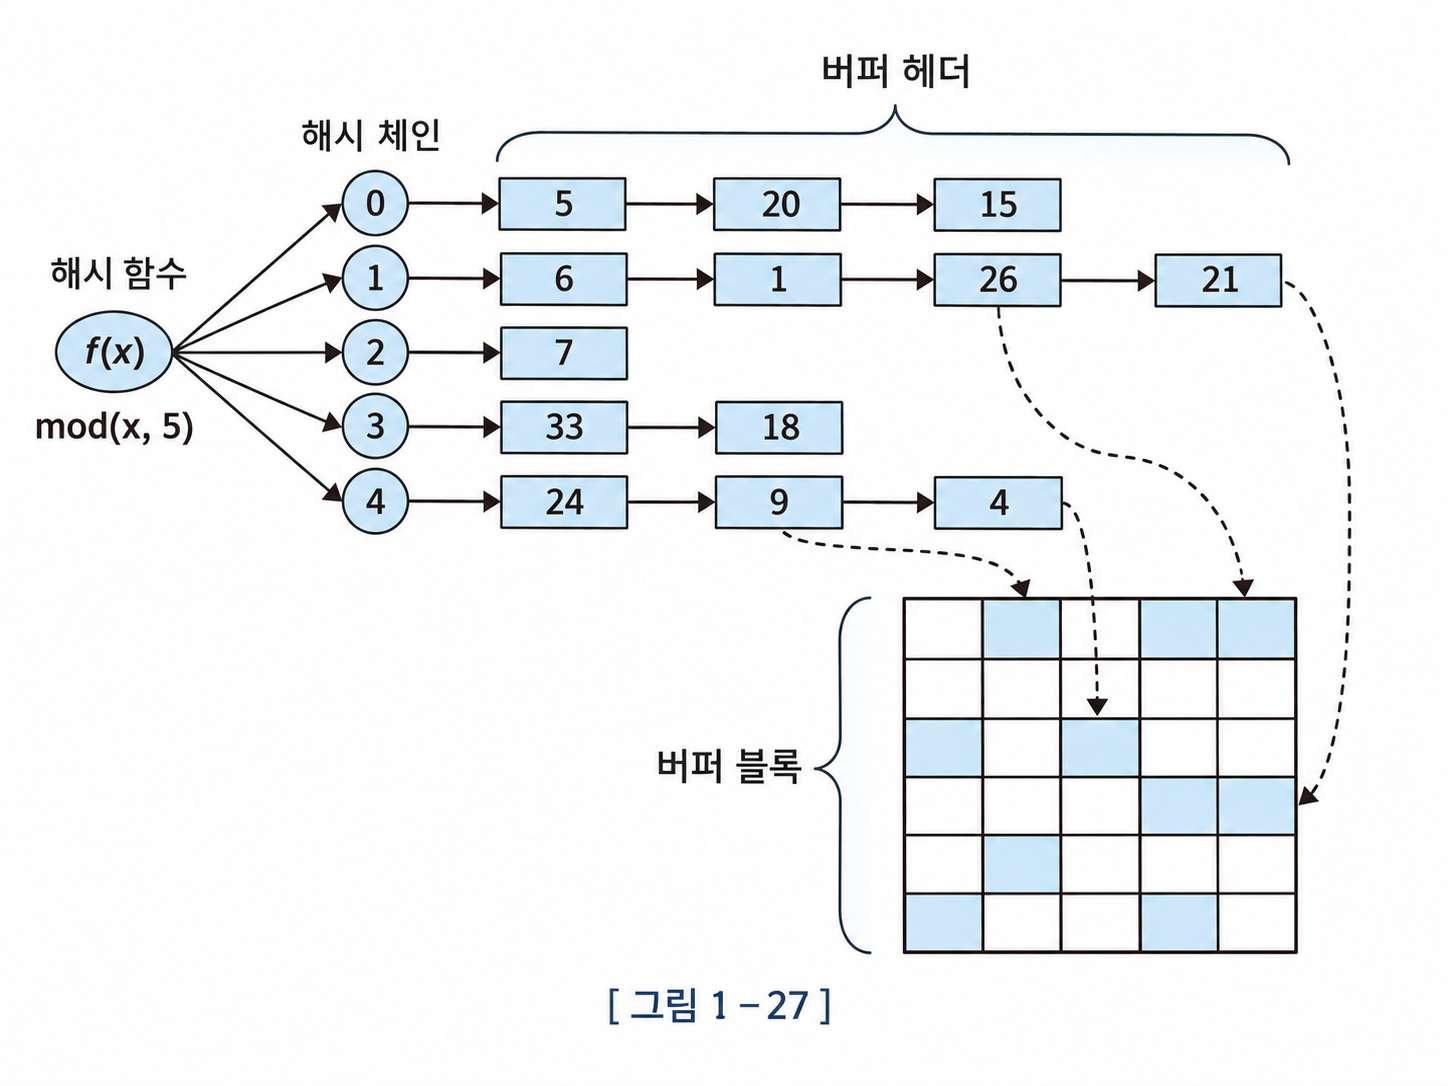 버퍼 헤더
해시 체인
해시 함수
f(x)
mod(x, 5)
0 5 20 15
1 6 1 26 21
2 7
3 33 18
4 24 9 4
버퍼 블록
[ 그림 1 – 27 ]